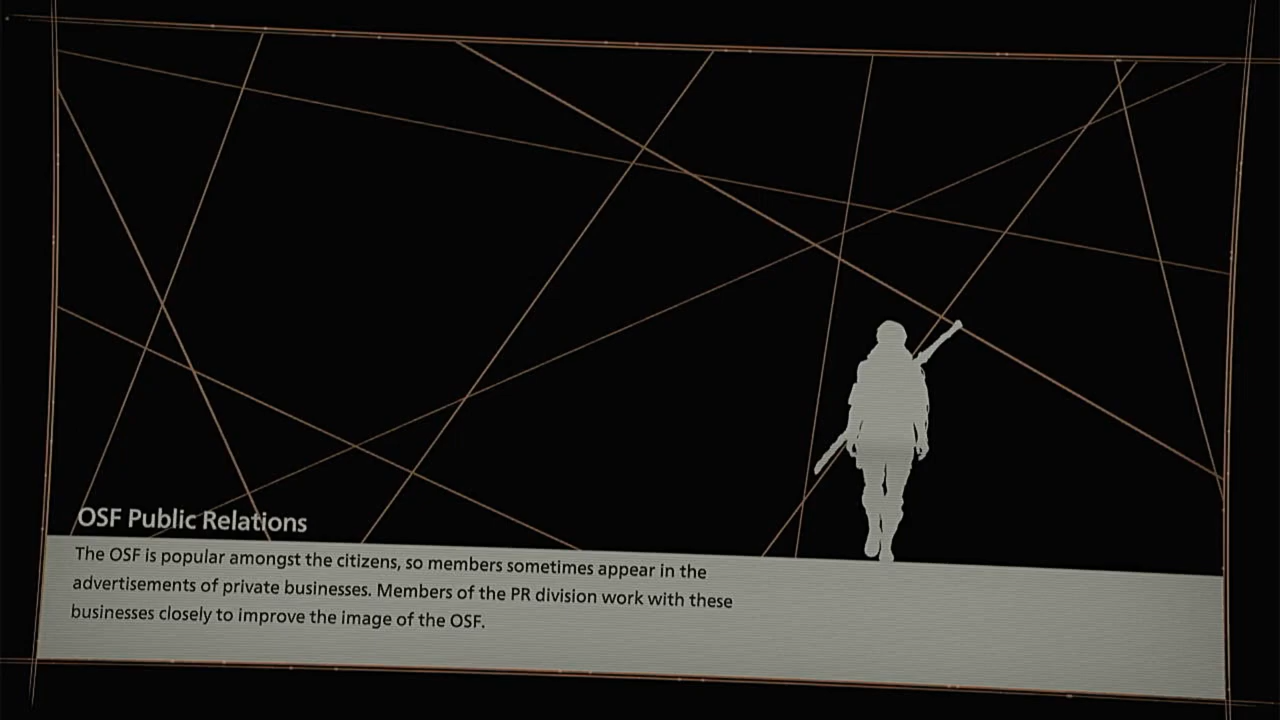 OSF Public Relations
The OSF is popular amongst the citizens, so members sometimes appear in the
advertisements of private businesses. Members of the PR division work with these
businesses closely to improve the image of the OSF.